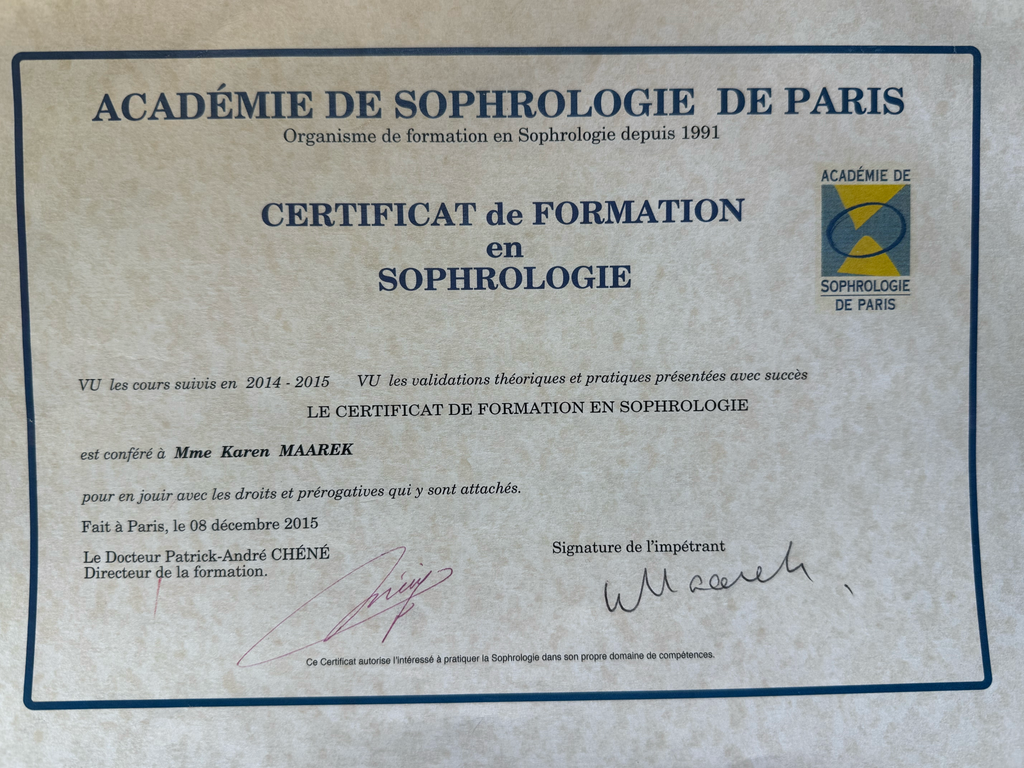 ACADÉMIE DE SOPHROLOGIE DE PARIS
Organisme de formation en Sophrologie depuis 1991
ACADÉMIE DE
SOPHROLOGIE
DE PARIS
CERTIFICAT de FORMATION
en
SOPHROLOGIE
VU les cours suivis en 2014 - 2015 VU les validations théoriques et pratiques présentées avec succès
LE CERTIFICAT DE FORMATION EN SOPHROLOGIE
est conféré à Mme Karen MAAREK
pour en jouir avec les droits et prérogatives qui y sont attachés.
Fait à Paris, le 08 décembre 2015
Le Docteur Patrick-André CHÉNÉ
Directeur de la formation.
Signature de l'impétrant
Maarek
Ce Certificat autorise l'intéressé à pratiquer la Sophrologie dans son propre domaine de compétences.